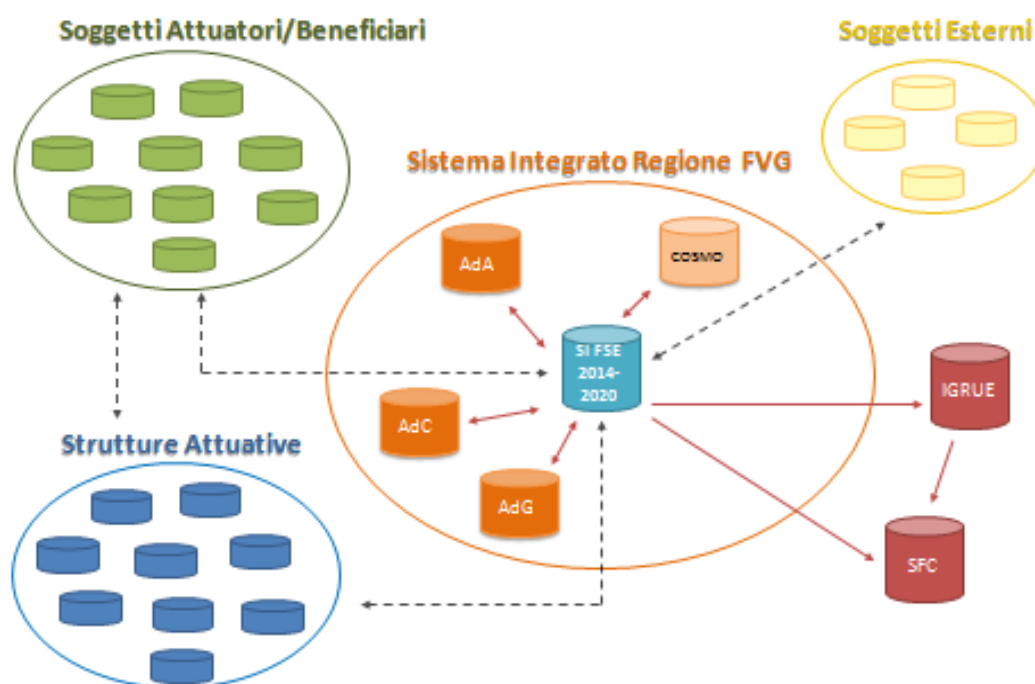 Soggetti Attuatori/Beneficiari
Soggetti Esterni
Sistema Integrato Regione FVG
AdA
COSMO
SI FSE
2014-
2020
IGRUE
AdC
Strutture Attuative
AdG
SFC